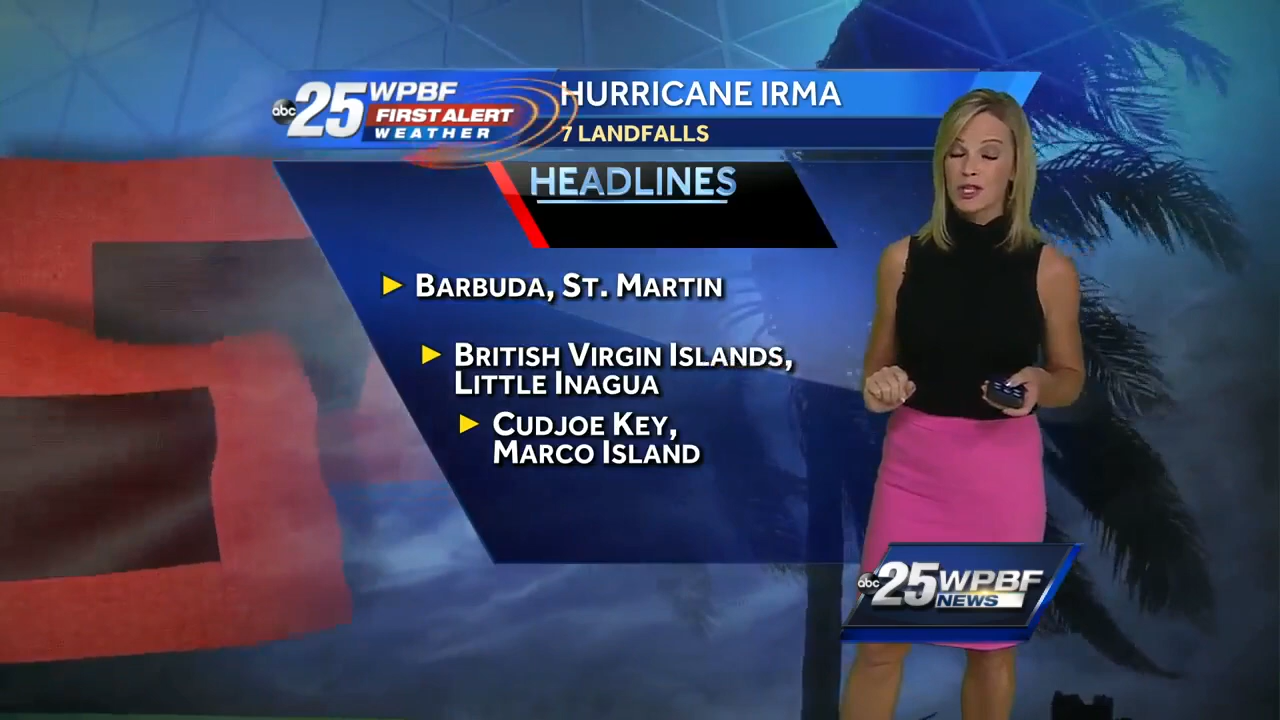 abc 25 WPBF
FIRST ALERT
WEATHER
HURRICANE IRMA
7 LANDFALLS
HEADLINES
BARBUDA, ST. MARTIN
BRITISH VIRGIN ISLANDS,
LITTLE INAGUA
CUDJOE KEY,
MARCO ISLAND
abc 25 WPBF
NEWS